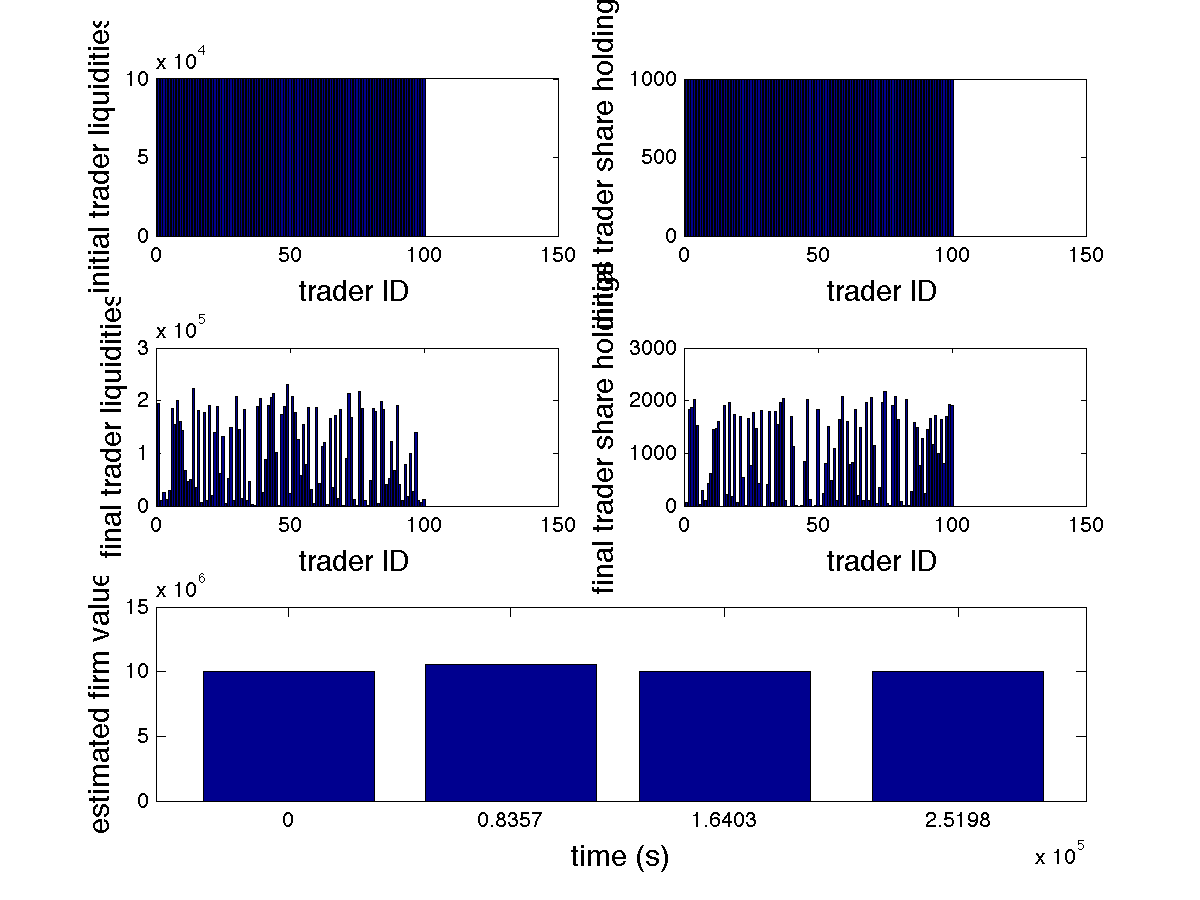 x 10^4
10
5
0
0
50
100
150
initial trader liquidities
trader ID
1000
500
0
0
50
100
150
trader share holding
trader ID
x 10^5
3
2
1
0
0
50
100
150
final trader liquidities
trader ID
3000
2000
1000
0
0
50
100
150
final trader share holdings
trader ID
x 10^6
15
10
5
0
0
0.8357
1.6403
2.5198
x 10^5
estimated firm value
time (s)